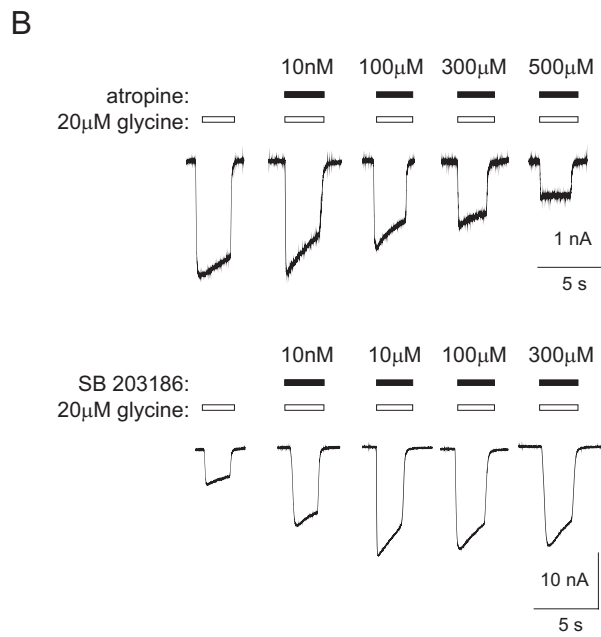 B
10nM 100µM 300µM 500µM
atropine:
20µM glycine:
1 nA
5 s
10nM 10µM 100µM 300µM
SB 203186:
20µM glycine:
10 nA
5 s